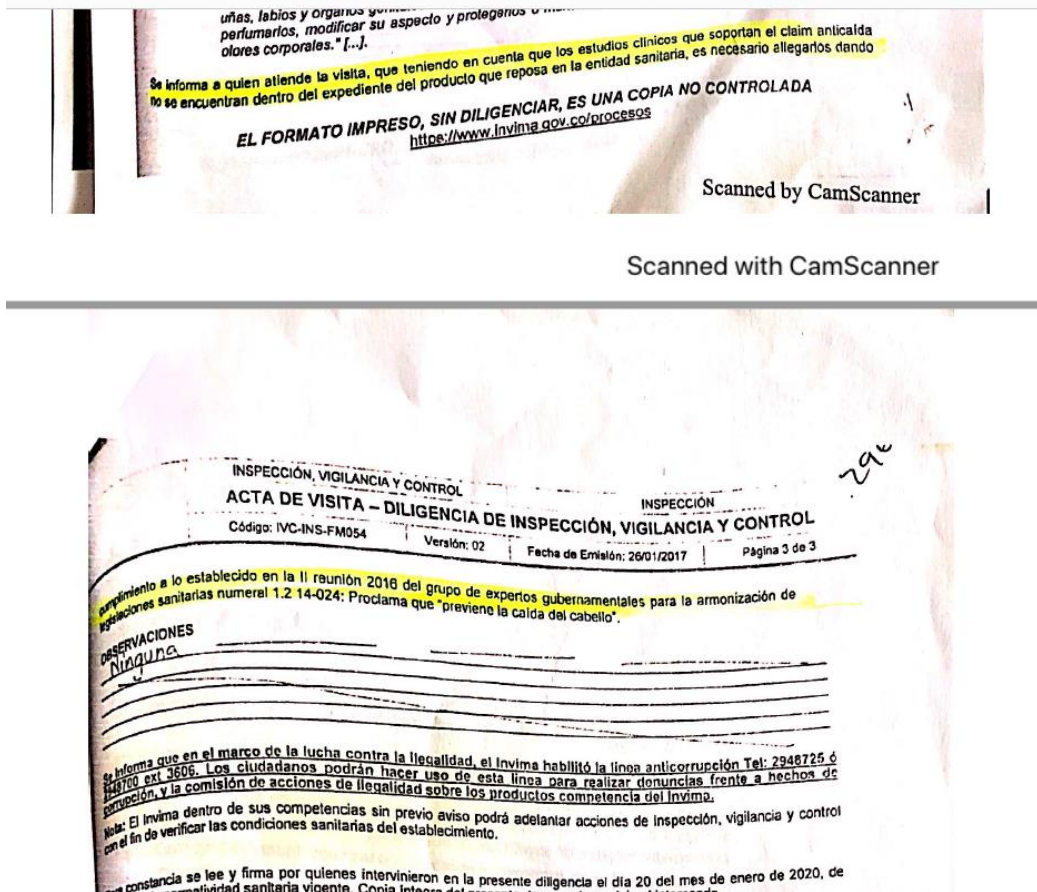 uñas, labios y órganos
perfumarlos, modificar su aspecto y protegerlos o
olores corporales." [...].
Se informa a quien atiende la visita, que teniendo en cuenta que los estudios clínicos que soportan el claim anticaída
no se encuentran dentro del expediente del producto que reposa en la entidad sanitaria, es necesario allegarlos dando
EL FORMATO IMPRESO, SIN DILIGENCIAR, ES UNA COPIA NO CONTROLADA
https://www.invima.gov.co/procesos
Scanned by CamScanner
Scanned with CamScanner
296
INSPECCIÓN, VIGILANCIA Y CONTROL INSPECCIÓN
ACTA DE VISITA – DILIGENCIA DE INSPECCIÓN, VIGILANCIA Y CONTROL
Código: IVC-INS-FM054 Versión: 02 Fecha de Emisión: 26/01/2017 Página 3 de 3
cumplimiento a lo establecido en la II reunión 2016 del grupo de expertos gubernamentales para la armonización de
legislaciones sanitarias numeral 1.2 14-024: Proclama que "previene la caída del cabello".
OBSERVACIONES
Ninguna
Se informa que en el marco de la lucha contra la ilegalidad, el Invima habilitó la línea anticorrupción Tel: 2948725 ó
2948700 ext 3606. Los ciudadanos podrán hacer uso de esta línea para realizar denuncias frente a hechos de
corrupción, y la comisión de acciones de ilegalidad sobre los productos competencia del Invima.
Nota: El Invima dentro de sus competencias sin previo aviso podrá adelantar acciones de inspección, vigilancia y control
con el fin de verificar las condiciones sanitarias del establecimiento.
constancia se lee y firma por quienes intervinieron en la presente diligencia el día 20 del mes de enero de 2020, de
normatividad sanitaria vigente. Copia íntegra del